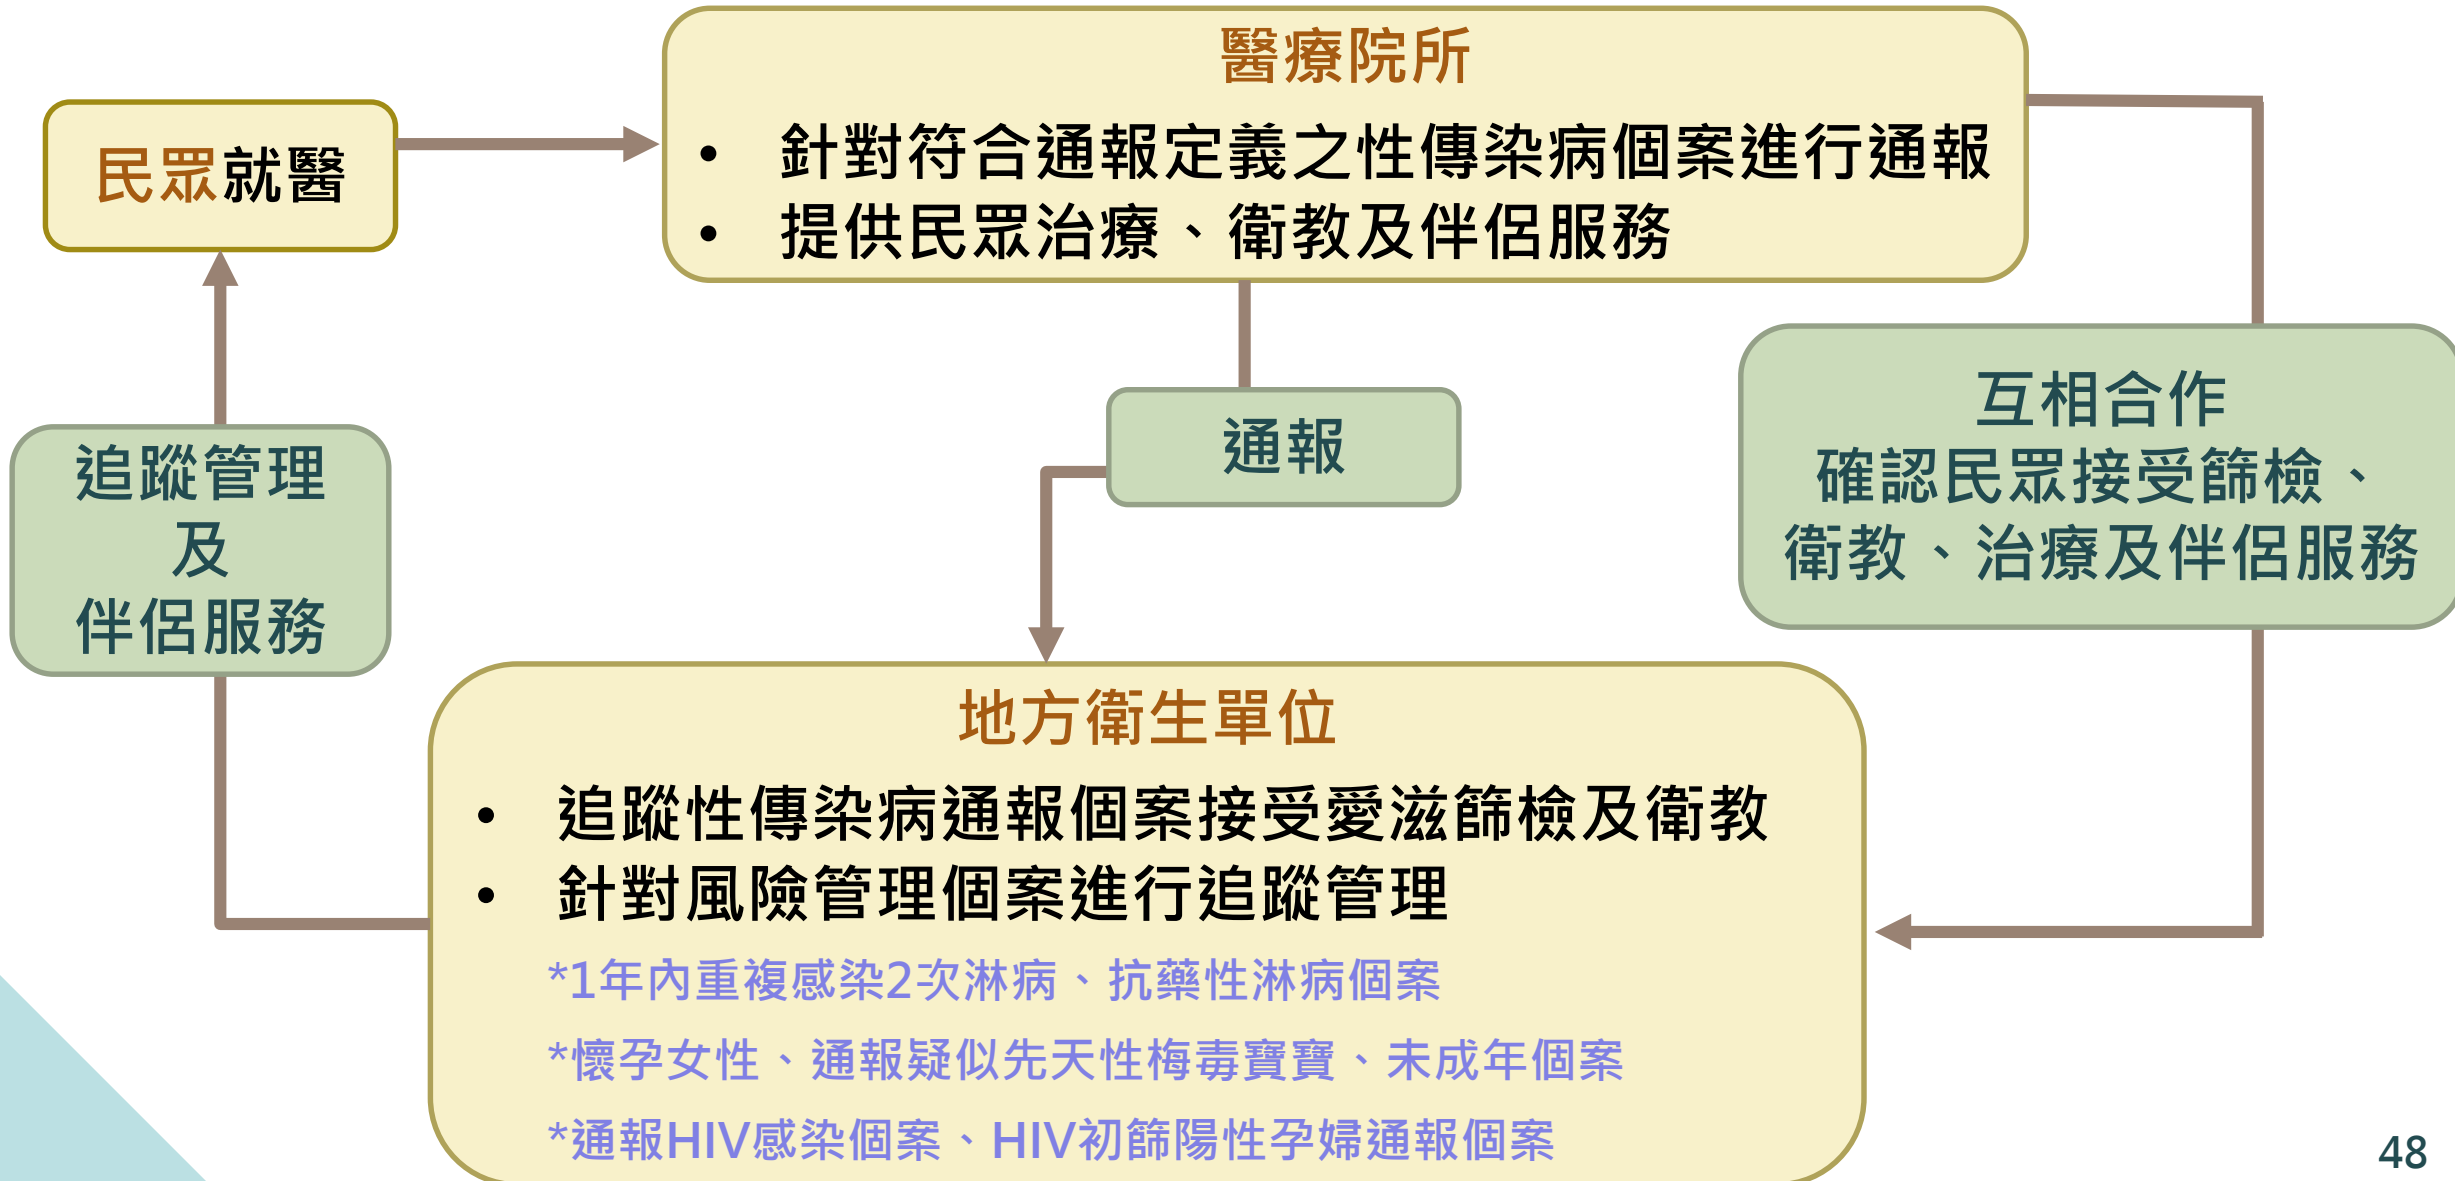 醫療院所
• 針對符合通報定義之性傳染病個案進行通報
• 提供民眾治療、衛教及伴侶服務
民眾就醫
通報
互相合作
確認民眾接受篩檢、
衛教、治療及伴侶服務
追蹤管理
及
伴侶服務
地方衛生單位
• 追蹤性傳染病通報個案接受愛滋篩檢及衛教
• 針對風險管理個案進行追蹤管理
*1年內重複感染2次淋病、抗藥性淋病個案
*懷孕女性、通報疑似先天性梅毒寶寶、未成年個案
*通報HIV感染個案、HIV初篩陽性孕婦通報個案
48